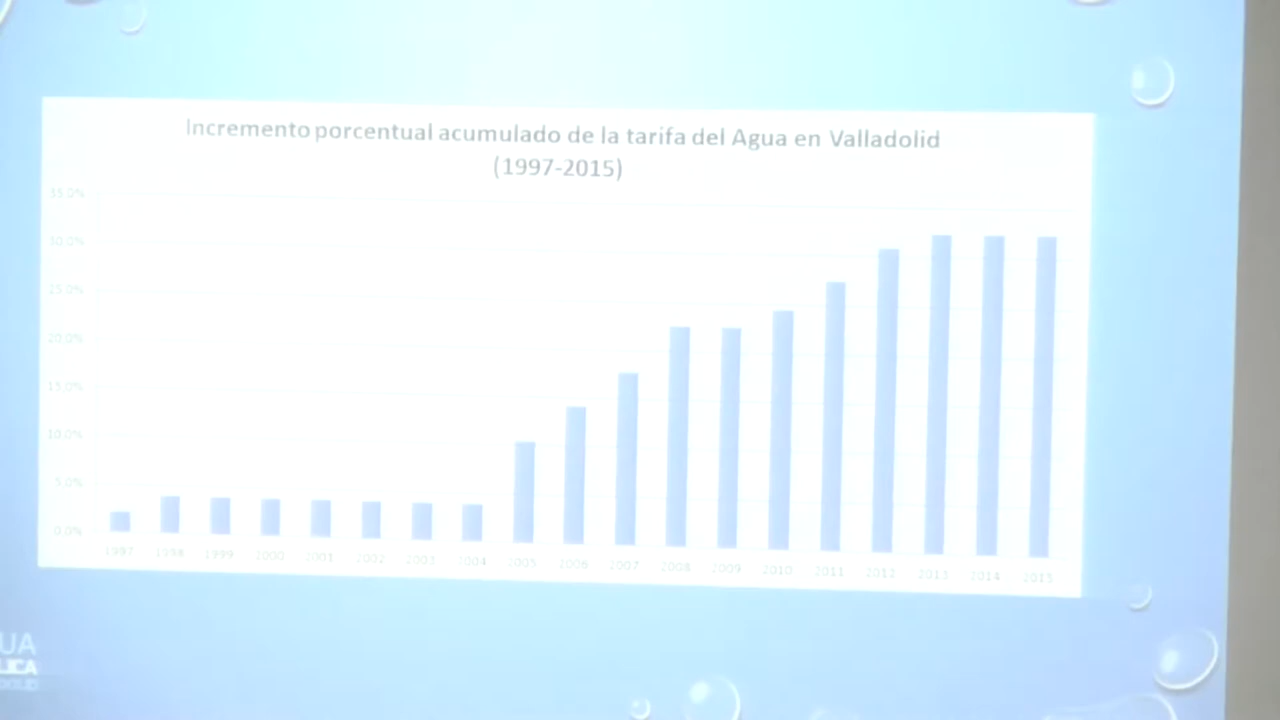 Incremento porcentual acumulado de la tarifa del Agua en Valladolid
(1997-2015)
35.0%
30.0%
25.0%
20.0%
15.0%
10.0%
5.0%
0.0%
1997 1998 1999 2000 2001 2002 2003 2004 2005 2006 2007 2008 2009 2010 2011 2012 2013 2014 2015
UA
LICA